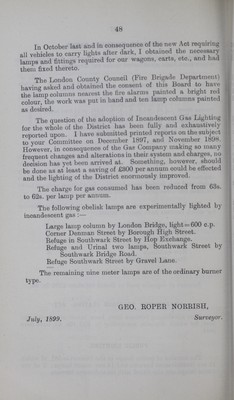 48
In October last and in consequence of the new Act requiring
all vehicles to carry lights after dark, I obtained the necessary
lamps and fittings required for our wagons, carts, etc., and had
them fixed thereto.
The London County Council (Fire Brigade Department)
having asked and obtained the consent of this Board to have
the lamp columns nearest the fire alarms painted a bright red
colour, the work was put in hand and ten lamp columns painted
as desired.
The question of the adoption of Incandescent Gas Lighting
for the whole of the District has been fully and exhaustively
reported upon. I have submitted printed reports on the subject
to your Committee on December 1897, and November 1898.
However, in consequence of the Gas Company making so many
frequent changes and alterations in their system and charges, no
decision has yet been arrived at. Something, however, should
be done as at least a saving of £800 per annum could be effected
and the lighting of the District enormously improved.
The charge for gas consumed has been reduced from 63s.
to 62s. per lamp per annum.
The following obelisk lamps are experimentally lighted by
incandescent gas :—
Large lamp column by London Bridge, light=600 c.p.
Corner Denman Street by Borough High Street.
Refuge in Southwark Street by Hop Exchange.
Refuge and Urinal two lamps, Southwark Street by
Southwark Bridge Road.
Refuge Southwark Street by Gravel Lane.
The remaining nine meter lamps are of the ordinary burner
type.
GEO. ROPER NORRISH,
July, 1899. Surveyor.